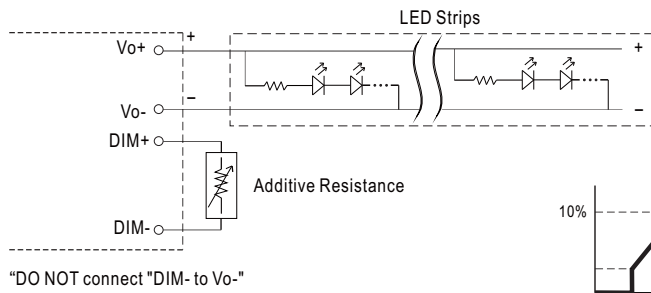 LED Strips
Vo+
+
+
Vo-
–
–
DIM+
Additive Resistance
10%
DIM-
“DO NOT connect "DIM- to Vo-"